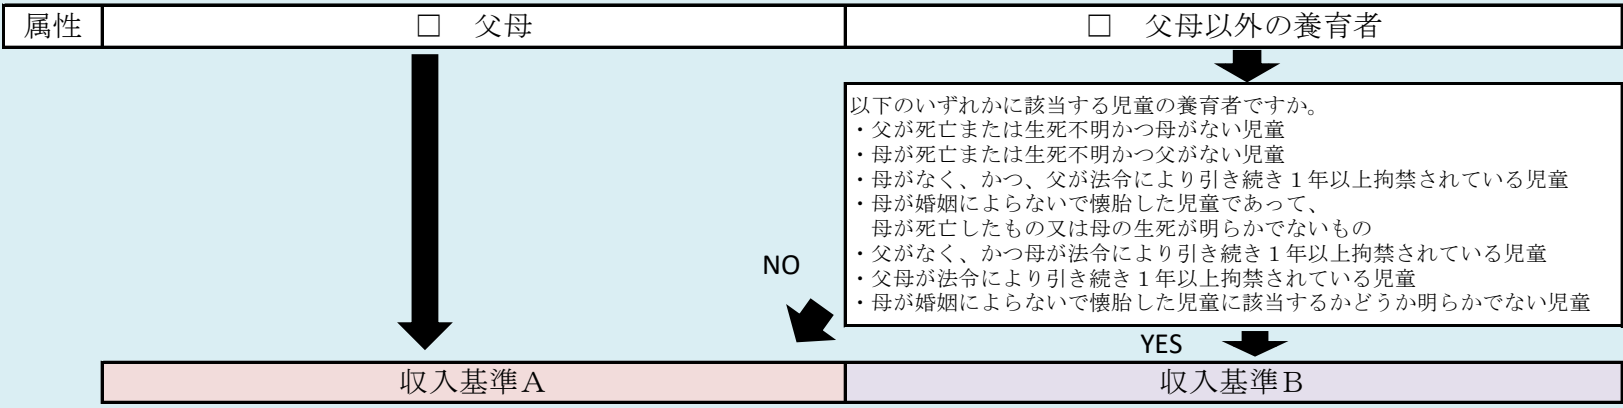 属性
□　父母
□　父母以外の養育者
以下のいずれかに該当する児童の養育者ですか。
・父が死亡または生死不明かつ母がない児童
・母が死亡または生死不明かつ父がない児童
・母がなく、かつ、父が法令により引き続き１年以上拘禁されている児童
・母が婚姻によらないで懐胎した児童であって、
　母が死亡したもの又は母の生死が明らかでないもの
・父がなく、かつ母が法令により引き続き１年以上拘禁されている児童
・父母が法令により引き続き１年以上拘禁されている児童
・母が婚姻によらないで懐胎した児童に該当するかどうか明らかでない児童
NO
YES
収入基準Ａ
収入基準Ｂ